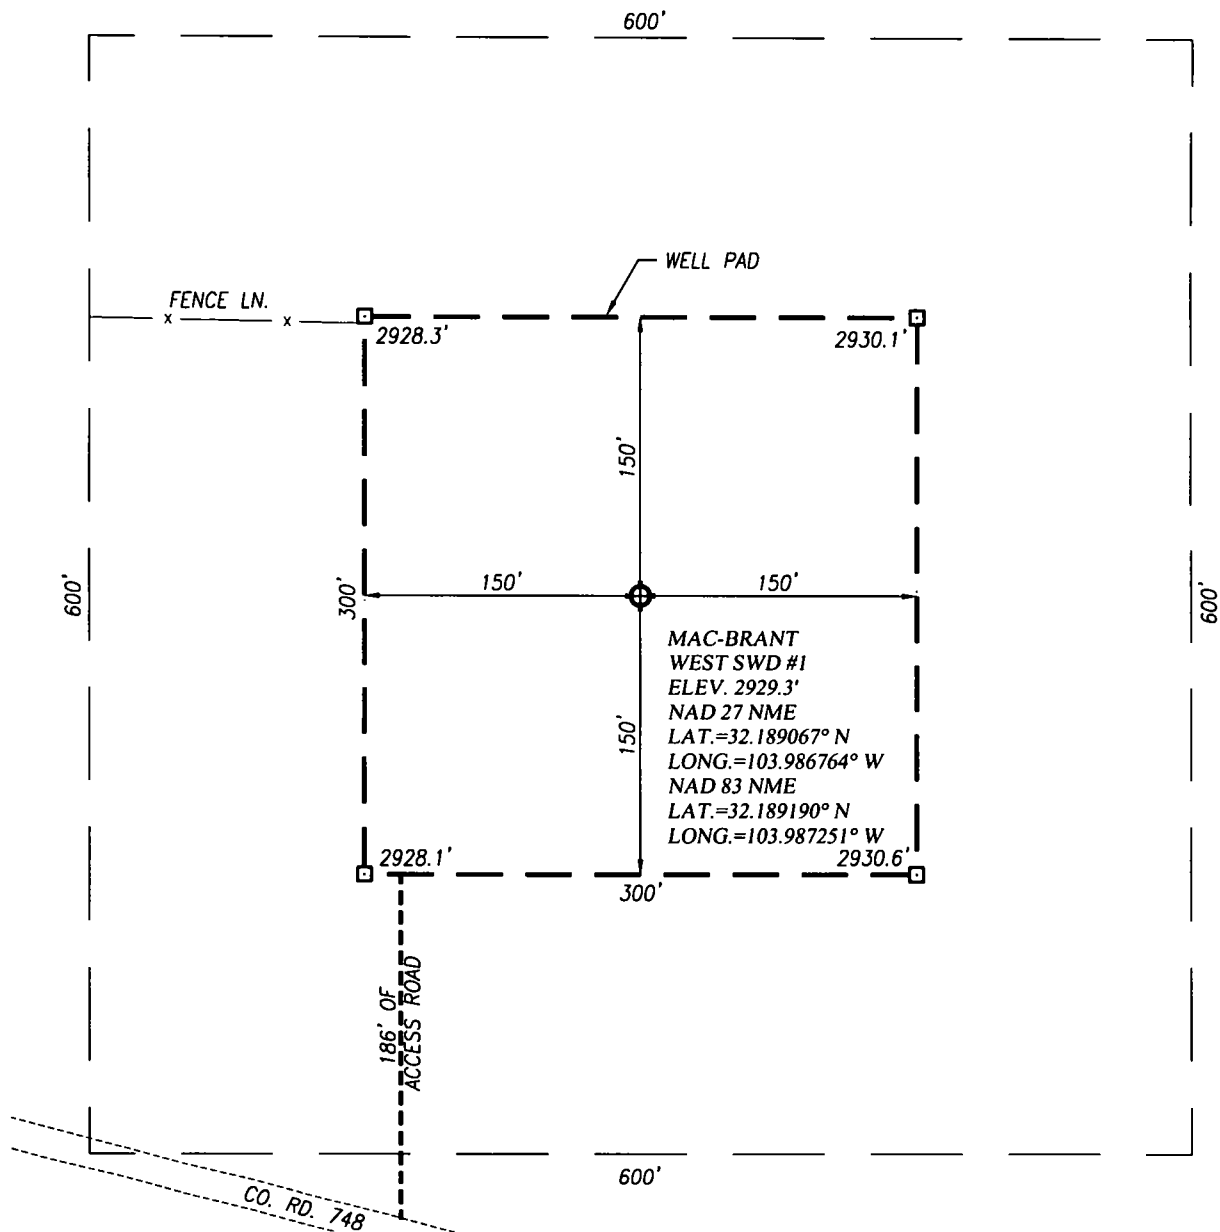 600'
WELL PAD
FENCE LN.
x x
2928.3'
2930.1'
150'
600'
300'
150'
150'
600'
MAC-BRANT
WEST SWD #1
ELEV. 2929.3'
NAD 27 NME
LAT.=32.189067° N
LONG.=103.986764° W
NAD 83 NME
LAT.=32.189190° N
LONG.=103.987251° W
150'
2928.1'
2930.6'
300'
186' OF
ACCESS ROAD
600'
CO. RD. 748